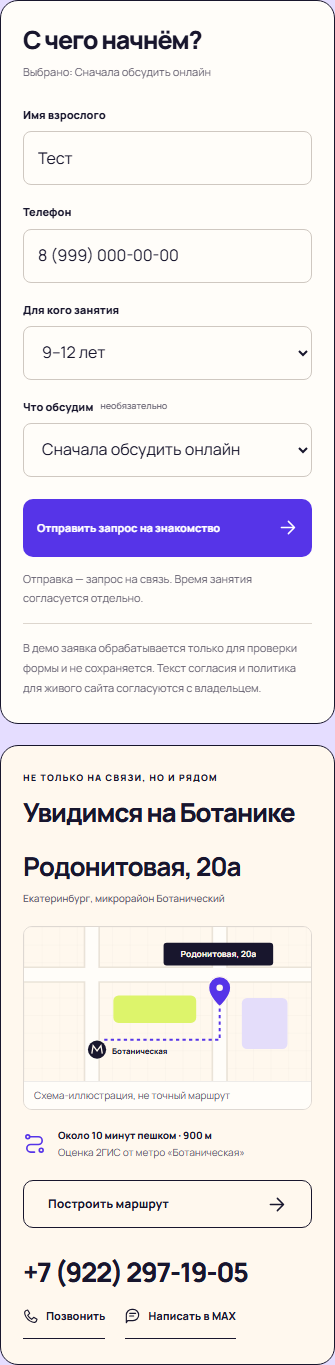 С чего начнём?
Выбрано: Сначала обсудить онлайн
Имя взрослого
Тест
Телефон
8 (999) 000-00-00
Для кого занятия
9–12 лет
Что обсудим необязательно
Сначала обсудить онлайн
Отправить запрос на знакомство
Отправка — запрос на связь. Время занятия
согласуется отдельно.
В демо заявка обрабатывается только для проверки
формы и не сохраняется. Текст согласия и политика
для живого сайта согласуются с владельцем.
НЕ ТОЛЬКО НА СВЯЗИ, НО И РЯДОМ
Увидимся на Ботанике
Родонитовая, 20а
Екатеринбург, микрорайон Ботанический
Родонитовая, 20а
М Ботаническая
Схема-иллюстрация, не точный маршрут
Около 10 минут пешком · 900 м
Оценка 2ГИС от метро «Ботаническая»
Построить маршрут
+7 (922) 297-19-05
Позвонить Написать в MAX